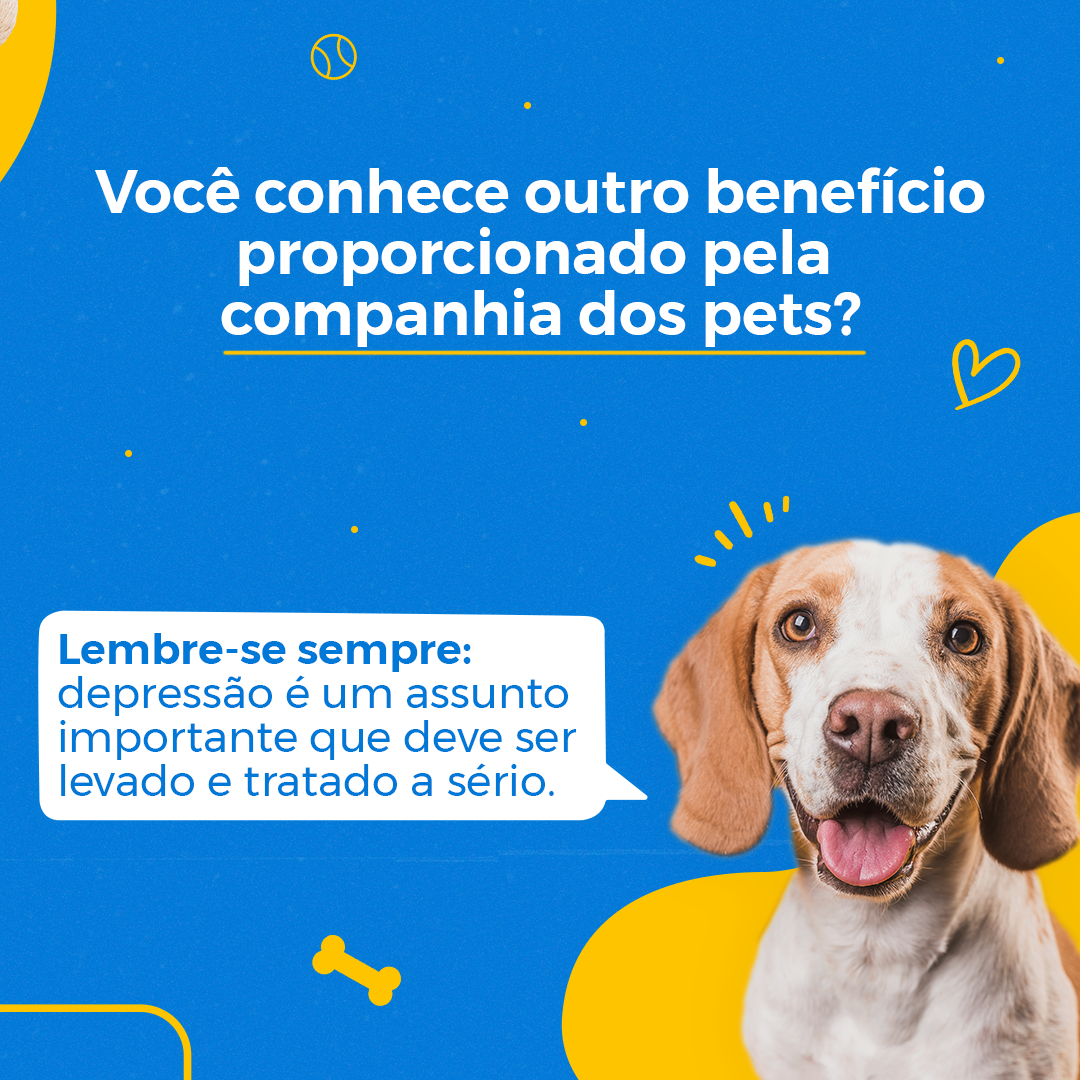 Você conhece outro benefício
proporcionado pela
companhia dos pets?
Lembre-se sempre:
depressão é um assunto
importante que deve ser
levado e tratado a sério.